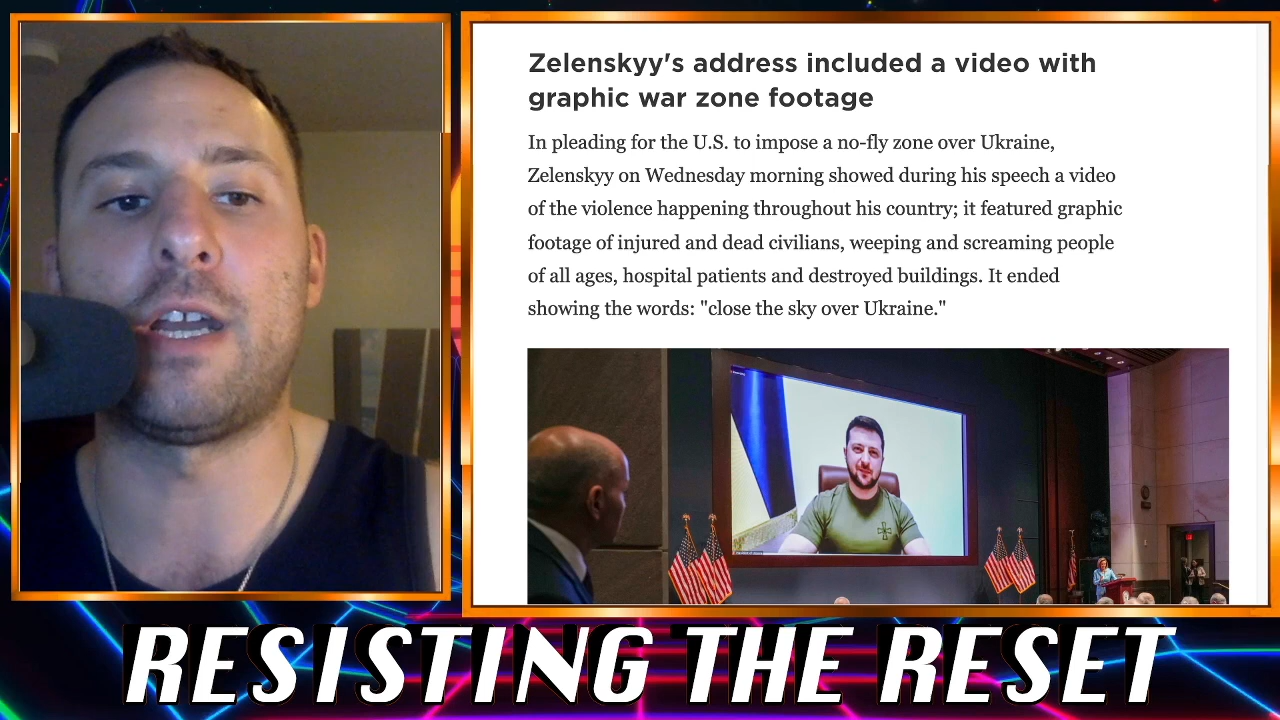 Zelenskyy's address included a video with
graphic war zone footage
In pleading for the U.S. to impose a no-fly zone over Ukraine,
Zelenskyy on Wednesday morning showed during his speech a video
of the violence happening throughout his country; it featured graphic
footage of injured and dead civilians, weeping and screaming people
of all ages, hospital patients and destroyed buildings. It ended
showing the words: "close the sky over Ukraine."
RESISTING THE RESET